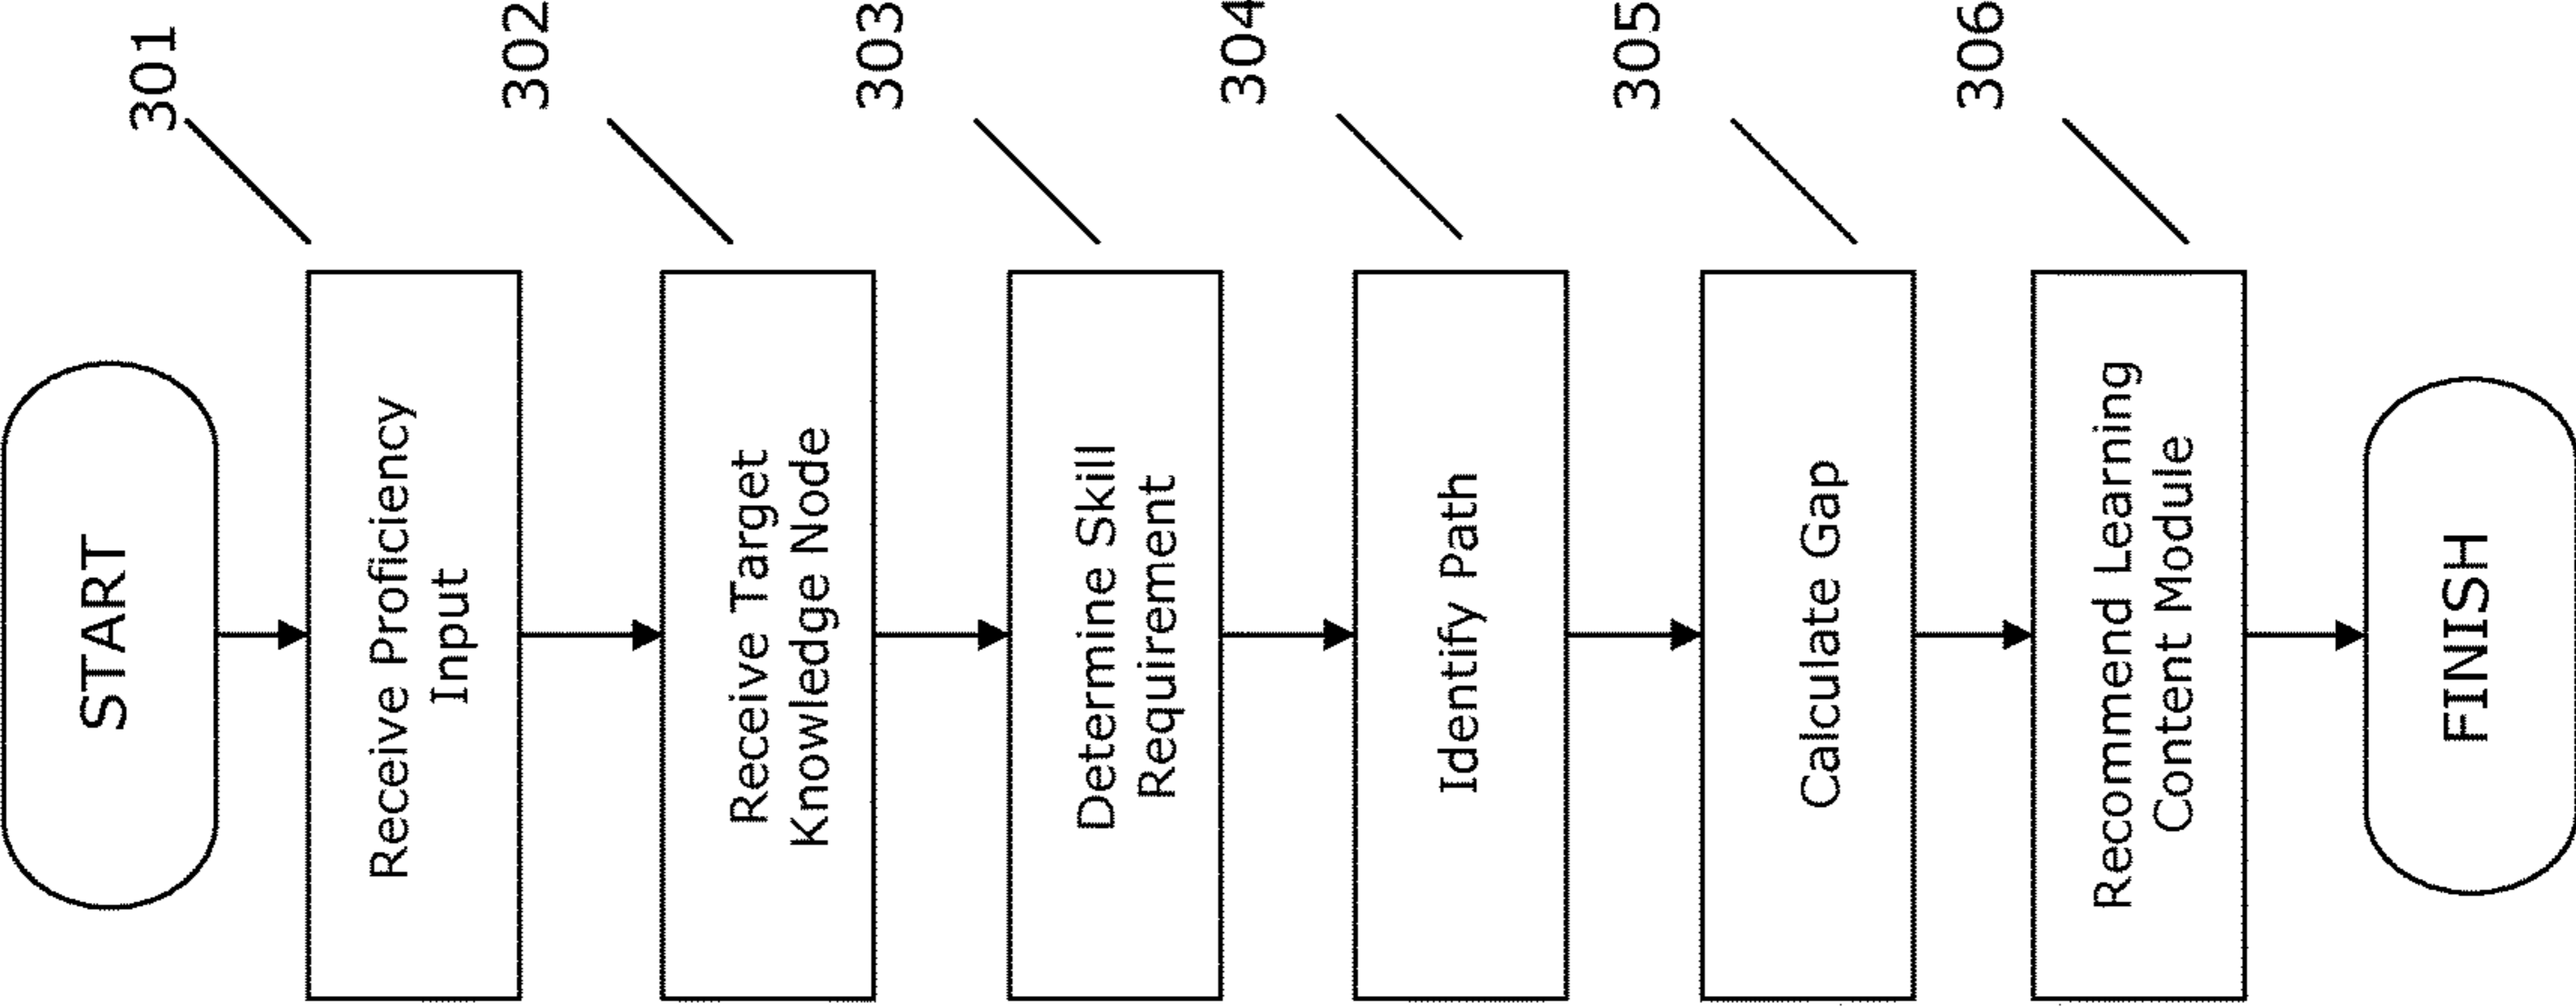 START
301
Receive Proficiency
Input
302
Receive Target
Knowledge Node
303
Determine Skill
Requirement
304
Identify Path
305
Calculate Gap
306
Recommend Learning
Content Module
FINISH